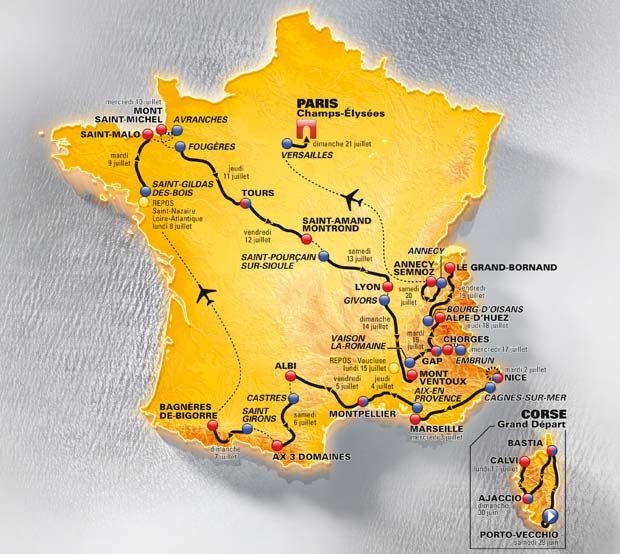 mercredi 10 juillet
MONT
SAINT-MICHEL
AVRANCHES
SAINT-MALO
FOUGÈRES
mardi
9 juillet
SAINT-GILDAS
DES-BOIS
REPOS
Saint-Nazaire
Loire-Atlantique
lundi 8 juillet
jeudi
11 juillet
TOURS
PARIS
Champs-Élysées
dimanche 21 juillet
VERSAILLES
vendredi
12 juillet
SAINT-AMAND
MONTROND
SAINT-POURÇAIN
SUR-SIOULE
samedi
13 juillet
ANNECY
ANNECY
SEMNOZ
LE GRAND-BORNAND
samedi
20
juillet
vendredi
19 juillet
LYON
GIVORS
BOURG-D'OISANS
ALPE-D'HUEZ
jeudi 18 juillet
dimanche
14 juillet
mardi
16
juillet
VAISON
LA-ROMAINE
CHORGES
mercredi 17 juillet
GAP
EMBRUN
REPOS - Vaucluse
lundi 15 juillet
MONT
VENTOUX
mardi 2 juillet
NICE
CAGNES-SUR-MER
ALBI
vendredi
5 juillet
jeudi
4 juillet
AIX-EN
PROVENCE
CASTRES
MONTPELLIER
MARSEILLE
mercredi 3 juillet
BAGNÈRES
DE-BIGORRE
SAINT
GIRONS
samedi
6 juillet
dimanche
7 juillet
AX 3 DOMAINES
CORSE
Grand Départ
BASTIA
CALVI
lundi 1er juillet
AJACCIO
dimanche
30 juin
PORTO-VECCHIO
samedi 29 juin